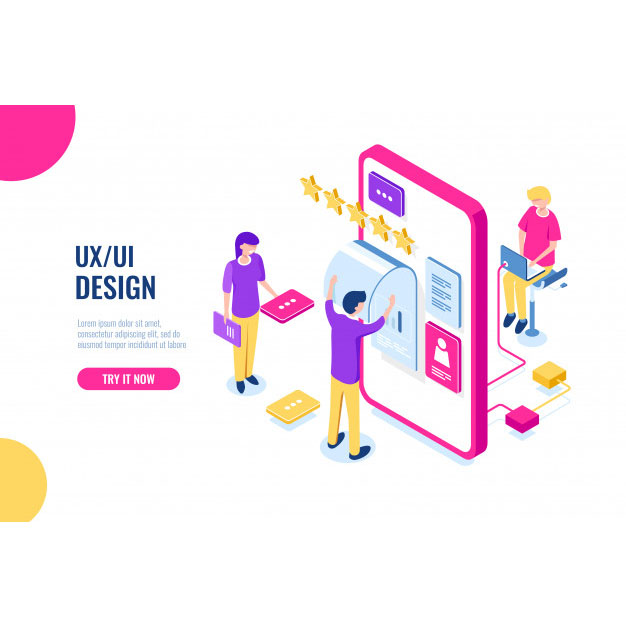 UX/UI
DESIGN
Lorem ipsum dolor sit amet,
consectetur adipiscing elit, sed do
eiusmod tempor incididunt ut labore
TRY IT NOW